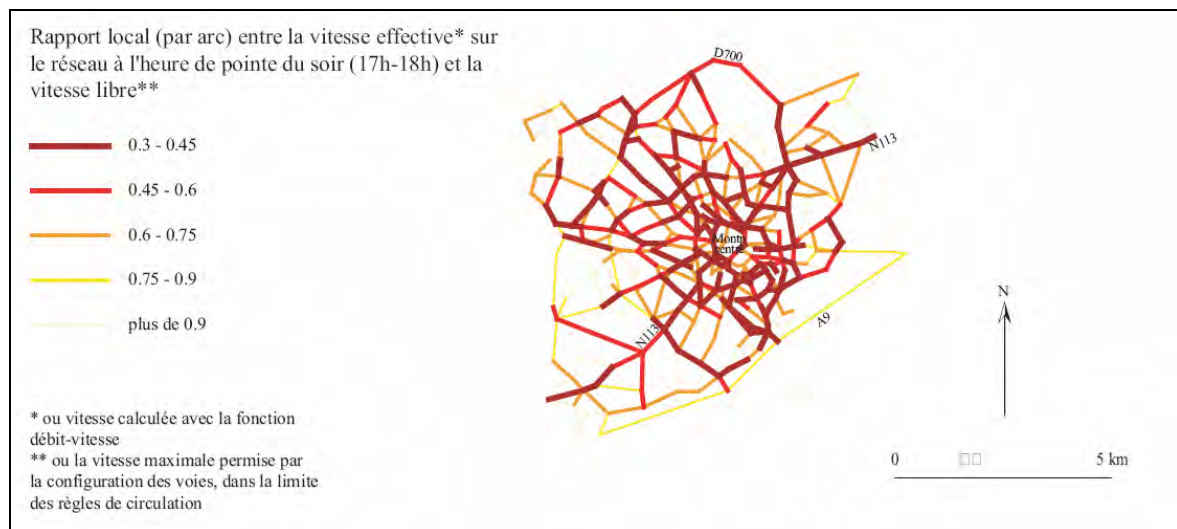 Rapport local (par arc) entre la vitesse effective* sur
le réseau à l'heure de pointe du soir (17h-18h) et la
vitesse libre**
0.3 - 0.45
0.45 - 0.6
0.6 - 0.75
0.75 - 0.9
plus de 0.9
* ou vitesse calculée avec la fonction
débit-vitesse
** ou la vitesse maximale permise par
la configuration des voies, dans la limite
des règles de circulation
D700
N113
Montp
centre
A9
N113
N
0
5 km